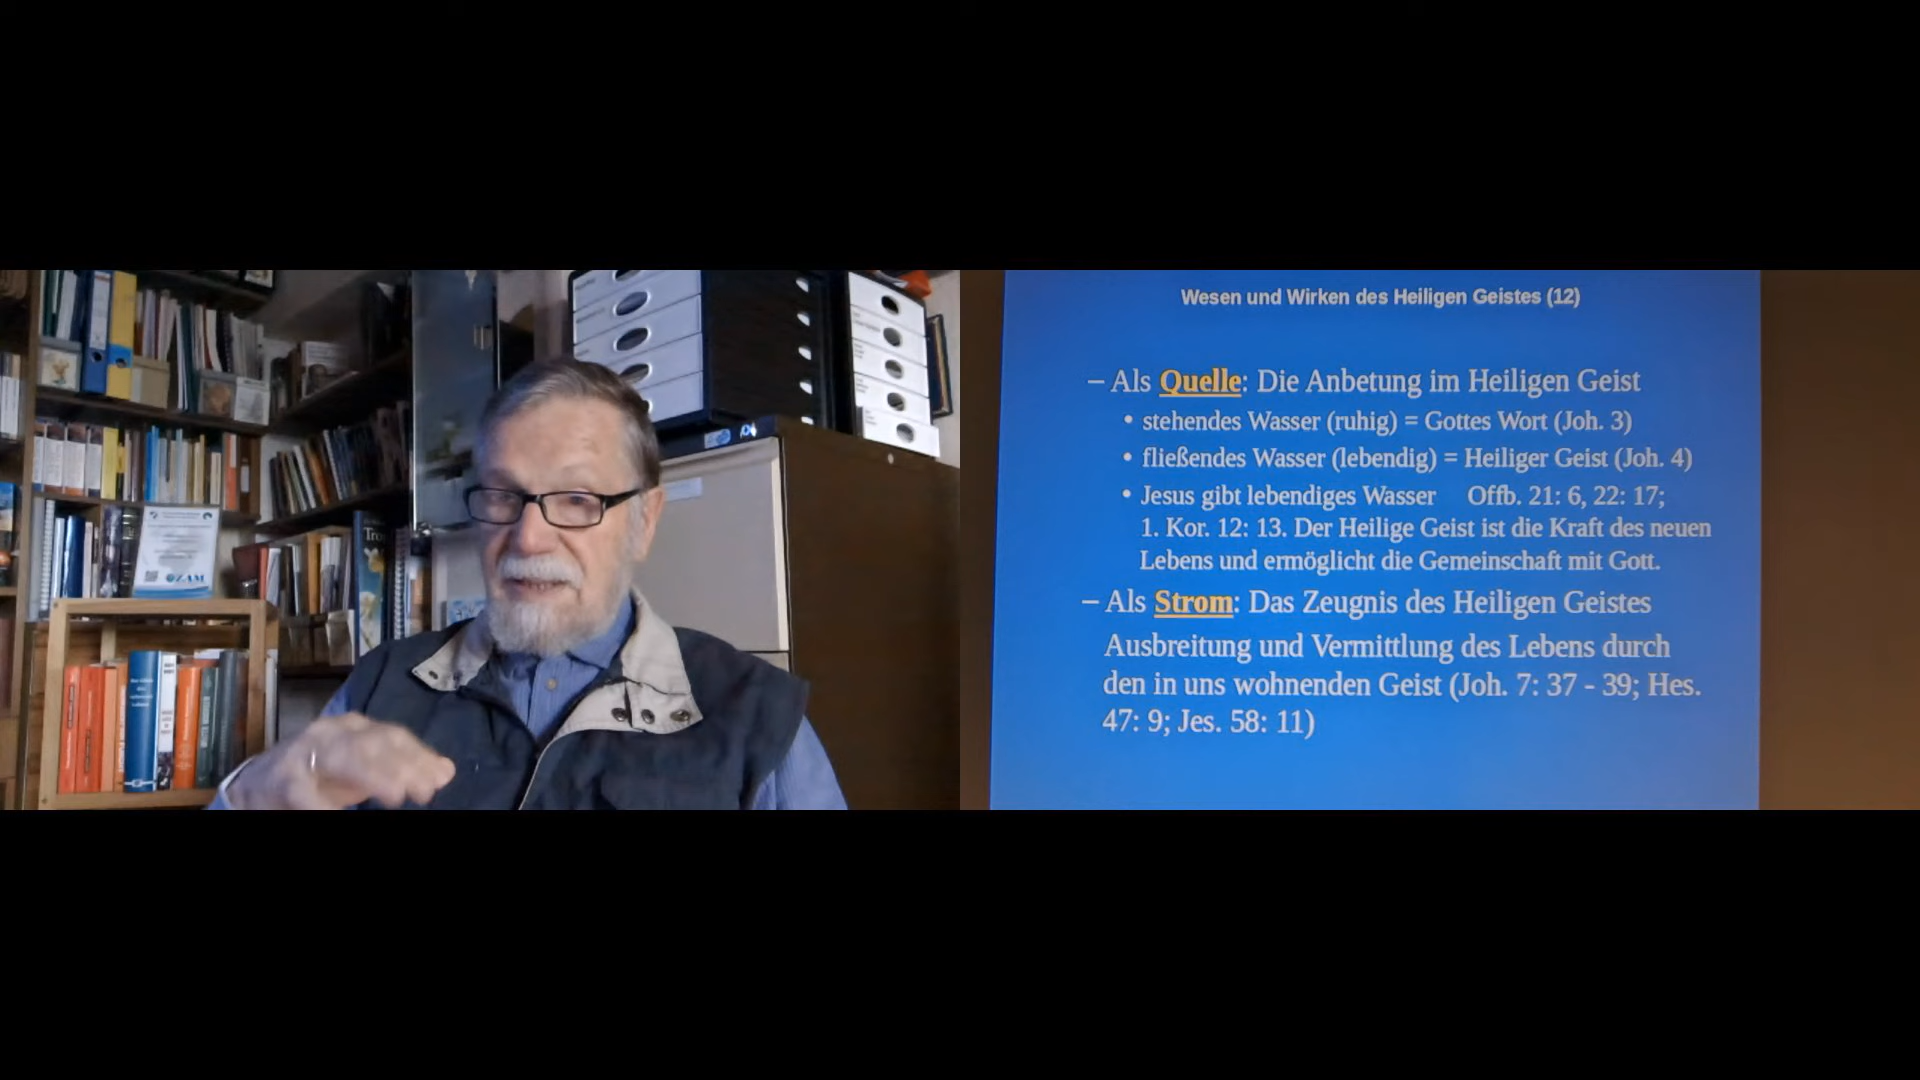 Wesen und Wirken des Heiligen Geistes (12)
– Als Quelle: Die Anbetung im Heiligen Geist
• stehendes Wasser (ruhig) = Gottes Wort (Joh. 3)
• fließendes Wasser (lebendig) = Heiliger Geist (Joh. 4)
• Jesus gibt lebendiges Wasser Offb. 21: 6, 22: 17;
1. Kor. 12: 13. Der Heilige Geist ist die Kraft des neuen
Lebens und ermöglicht die Gemeinschaft mit Gott.
– Als Strom: Das Zeugnis des Heiligen Geistes
Ausbreitung und Vermittlung des Lebens durch
den in uns wohnenden Geist (Joh. 7: 37 - 39; Hes.
47: 9; Jes. 58: 11)
ZAM